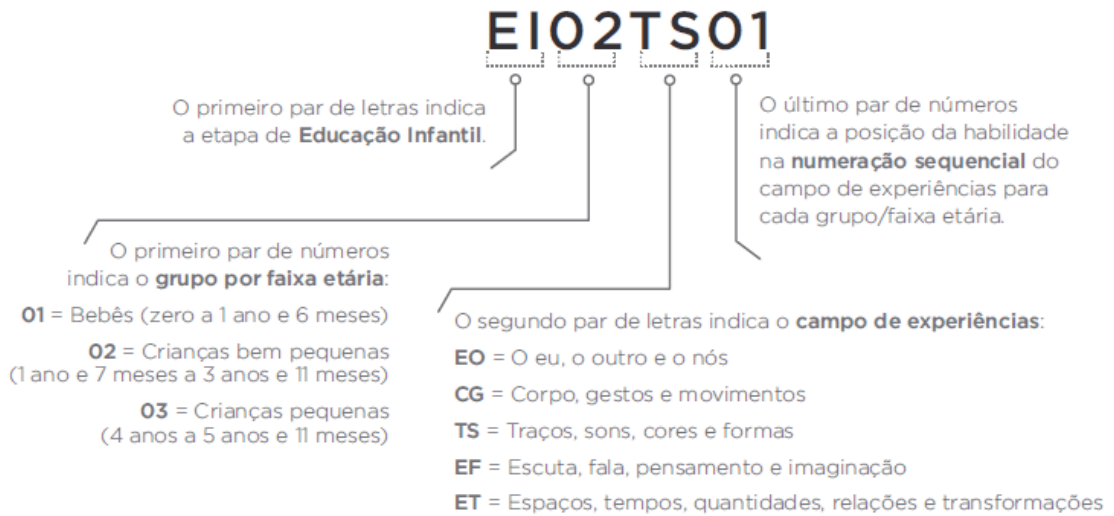 EI02TS01
O primeiro par de letras indica
a etapa de Educação Infantil.
O último par de números
indica a posição da habilidade
na numeração sequencial do
campo de experiências para
cada grupo/faixa etária.
O primeiro par de números
indica o grupo por faixa etária:
01 = Bebês (zero a 1 ano e 6 meses)
02 = Crianças bem pequenas
(1 ano e 7 meses a 3 anos e 11 meses)
03 = Crianças pequenas
(4 anos a 5 anos e 11 meses)
O segundo par de letras indica o campo de experiências:
EO = O eu, o outro e o nós
CG = Corpo, gestos e movimentos
TS = Traços, sons, cores e formas
EF = Escuta, fala, pensamento e imaginação
ET = Espaços, tempos, quantidades, relações e transformações